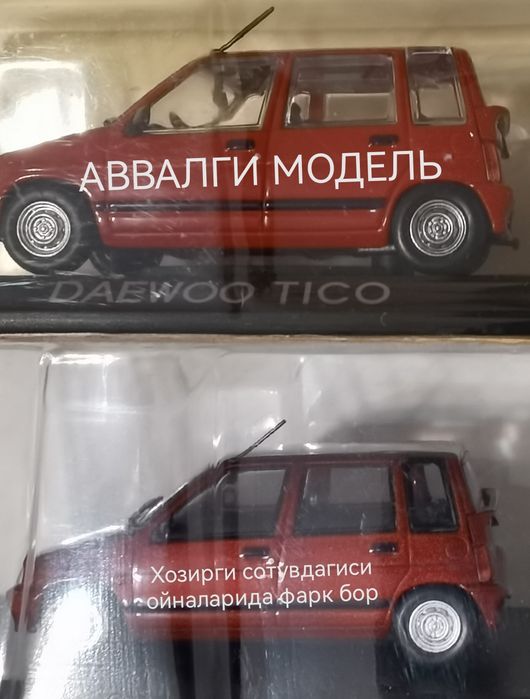 АВВАЛГИ МОДЕЛЬ
DAEWOO TICO
Хозирги сотувдагиси
ойналарида фарк бор